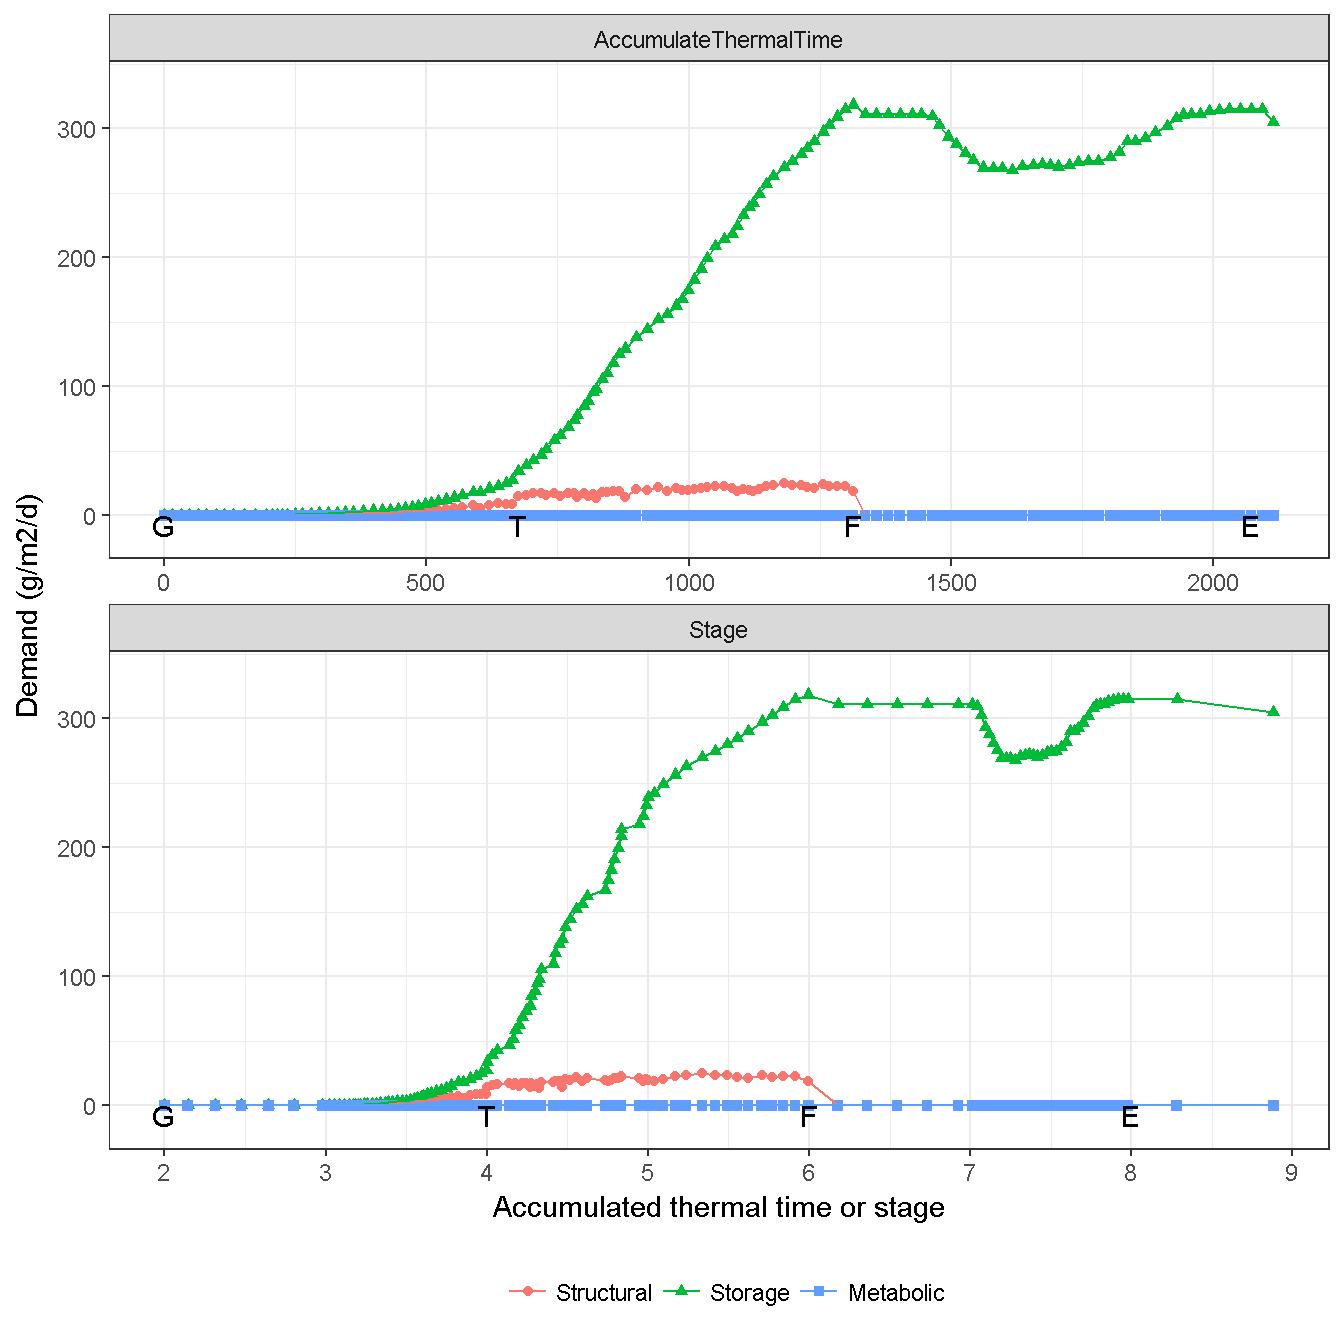 AccumulateThermalTime
300
200
100
0
G T F E
0 500 1000 1500 2000
Demand (g/m2/d)
Stage
300
200
100
0
G T F E
2 3 4 5 6 7 8 9
Accumulated thermal time or stage
Structural Storage Metabolic